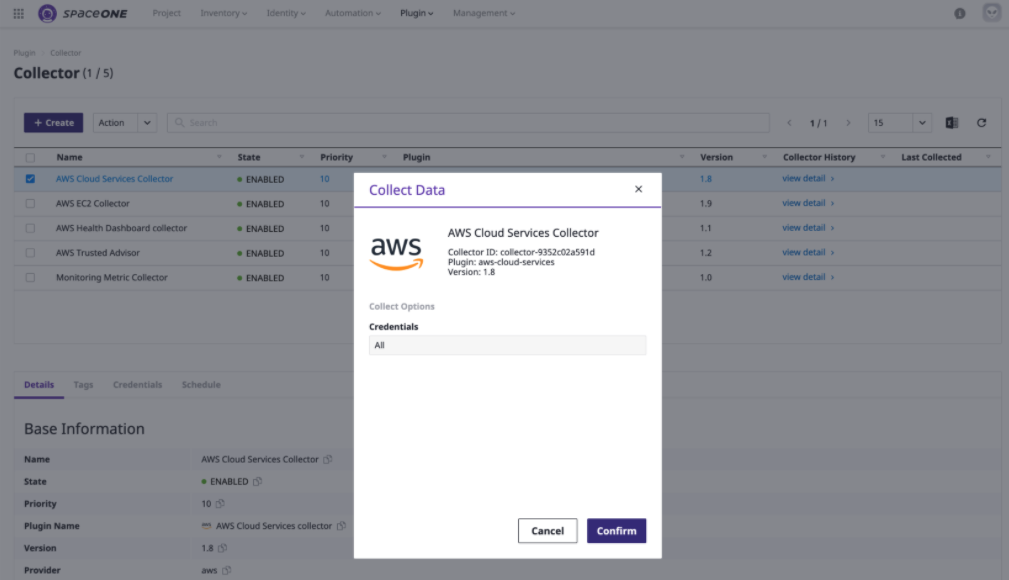 SPACEONE Project Inventory Identity Automation Plugin Management
Plugin Collector
Collector (1 / 5)
+ Create Action Search 1 / 1 15
Name State Priority Plugin Version Collector History Last Collected
AWS Cloud Services Collector ENABLED 10 1.8 view detail
AWS EC2 Collector ENABLED 10 1.9 view detail
AWS Health Dashboard collector ENABLED 10 1.1 view detail
AWS Trusted Advisor ENABLED 10 1.2 view detail
Monitoring Metric Collector ENABLED 10 1.0 view detail
Collect Data
aws
AWS Cloud Services Collector
Collector ID: collector-9352c02a591d
Plugin: aws-cloud-services
Version: 1.8
Collect Options
Credentials
All
Cancel Confirm
Details Tags Credentials Schedule
Base Information
Name AWS Cloud Services Collector
State ENABLED
Priority 10
Plugin Name AWS Cloud Services collector
Version 1.8
Provider aws